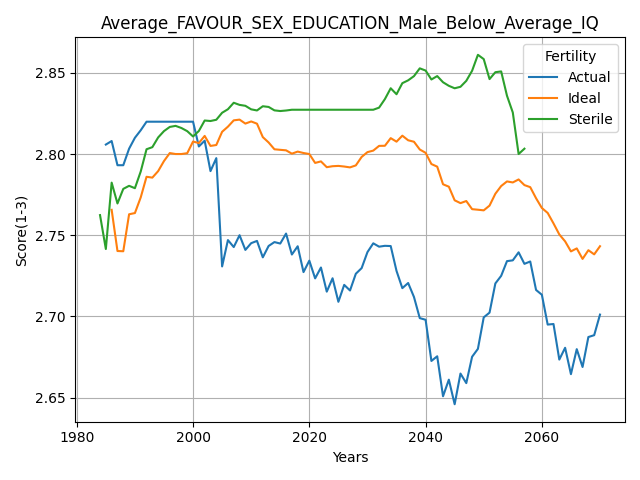 Average_FAVOUR_SEX_EDUCATION_Male_Below_Average_IQ
Fertility
Actual
Ideal
Sterile
Score(1-3)
2.85
2.80
2.75
2.70
2.65
1980
2000
2020
2040
2060
Years